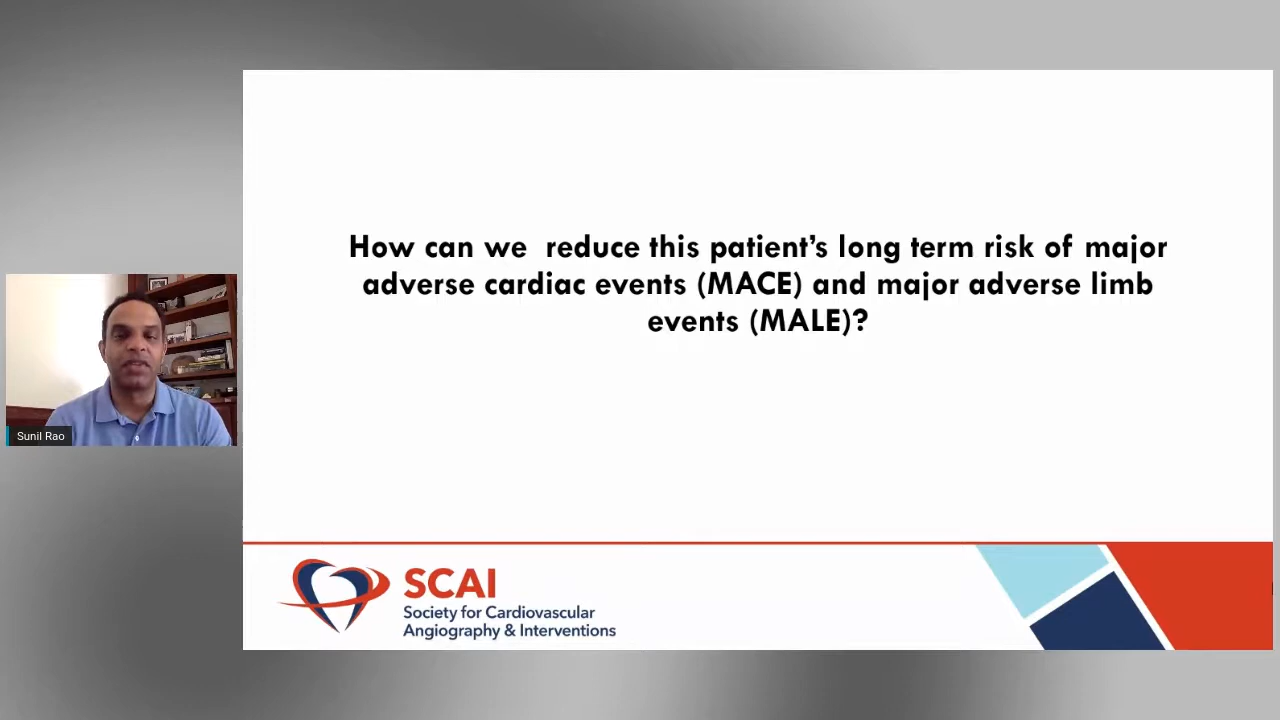 How can we  reduce this patient’s long term risk of major
adverse cardiac events (MACE) and major adverse limb
events (MALE)?
Sunil Rao
SCAI
Society for Cardiovascular
Angiography & Interventions